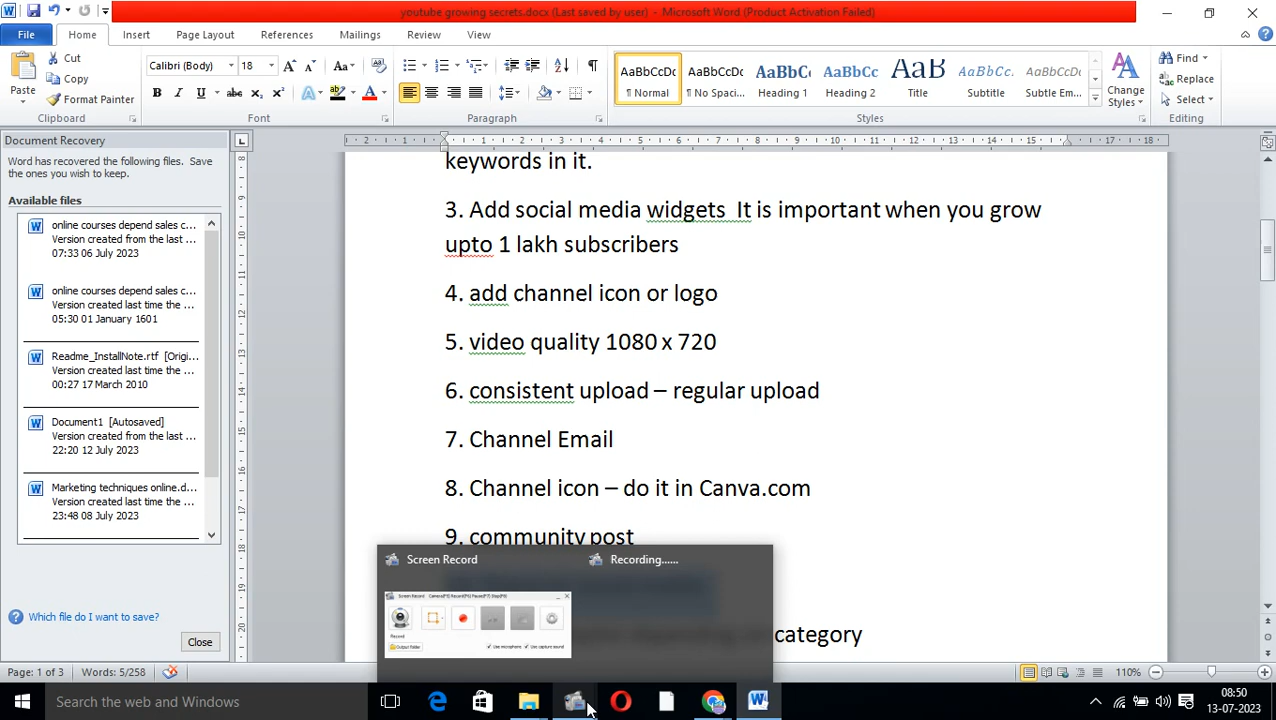 youtube growing secrets.docx (Last saved by user) - Microsoft Word (Product Activation Failed)
File Home Insert Page Layout References Mailings Review View
Paste
Cut
Copy
Format Painter
Clipboard
Calibri (Body) 18
Font
Paragraph
AaBbCcDc AaBbCcDc AaBbC AaBbCc AaB AaBbCcL AaBbCcDc
¶ Normal ¶ No Spaci... Heading 1 Heading 2 Title Subtitle Subtle Em...
Change Styles
Styles
Find
Replace
Select
Editing
Document Recovery
Word has recovered the following files. Save
the ones you wish to keep.
Available files
online courses depend sales c...
Version created from the last ...
07:33 06 July 2023
online courses depend sales c...
Version created last time the ...
05:30 01 January 1601
Readme_InstallNote.rtf [Origi...
Version created last time the ...
00:27 17 March 2010
Document1 [Autosaved]
Version created from the last ...
22:20 12 July 2023
Marketing techniques online.d...
Version created last time the ...
23:48 08 July 2023
Which file do I want to save?
Close
keywords in it.
3. Add social media widgets It is important when you grow
upto 1 lakh subscribers
4. add channel icon or logo
5. video quality 1080 x 720
6. consistent upload – regular upload
7. Channel Email
8. Channel icon – do it in Canva.com
9. community post
category
Screen Record
Recording......
Record
Output folder
Use microphone
Page: 1 of 3 Words: 5/258
110%
Search the web and Windows
08:50
13-07-2023